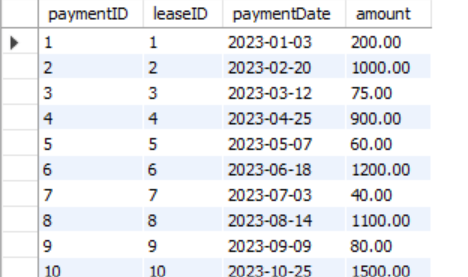 paymentID leaseID paymentDate amount
1 1 2023-01-03 200.00
2 2 2023-02-20 1000.00
3 3 2023-03-12 75.00
4 4 2023-04-25 900.00
5 5 2023-05-07 60.00
6 6 2023-06-18 1200.00
7 7 2023-07-03 40.00
8 8 2023-08-14 1100.00
9 9 2023-09-09 80.00
10 10 2023-10-25 1500.00